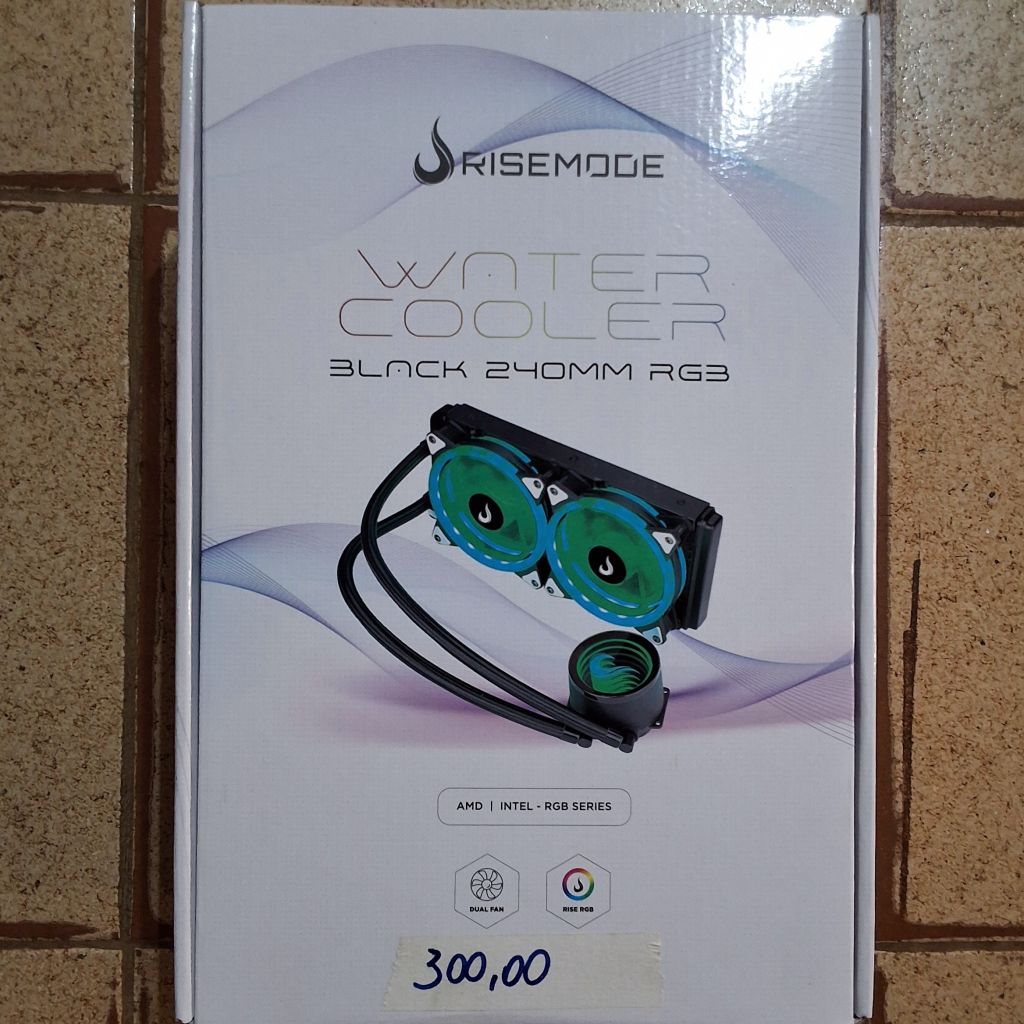 RISEMODE
WATER
COOLER
BLACK 240MM RGB
AMD | INTEL - RGB SERIES
DUAL FAN
RISE RGB
300,00